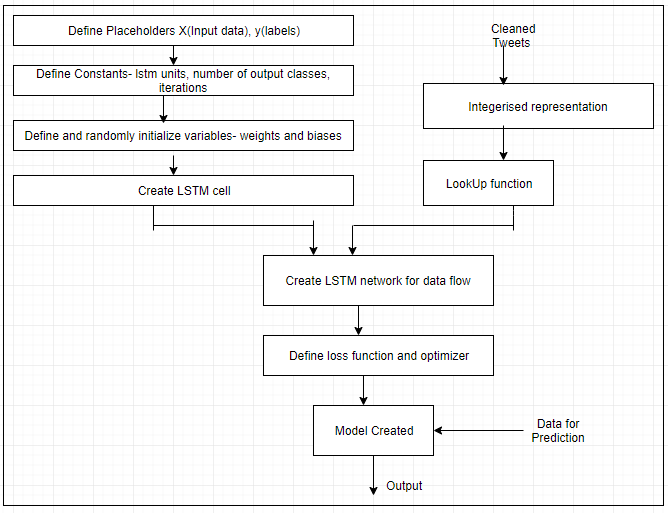 Define Placeholders X(Input data), y(labels)
Define Constants- lstm units, number of output classes,
iterations
Define and randomly initialize variables- weights and biases
Create LSTM cell
Cleaned
Tweets
Integerised representation
LookUp function
Create LSTM network for data flow
Define loss function and optimizer
Model Created
Data for
Prediction
Output